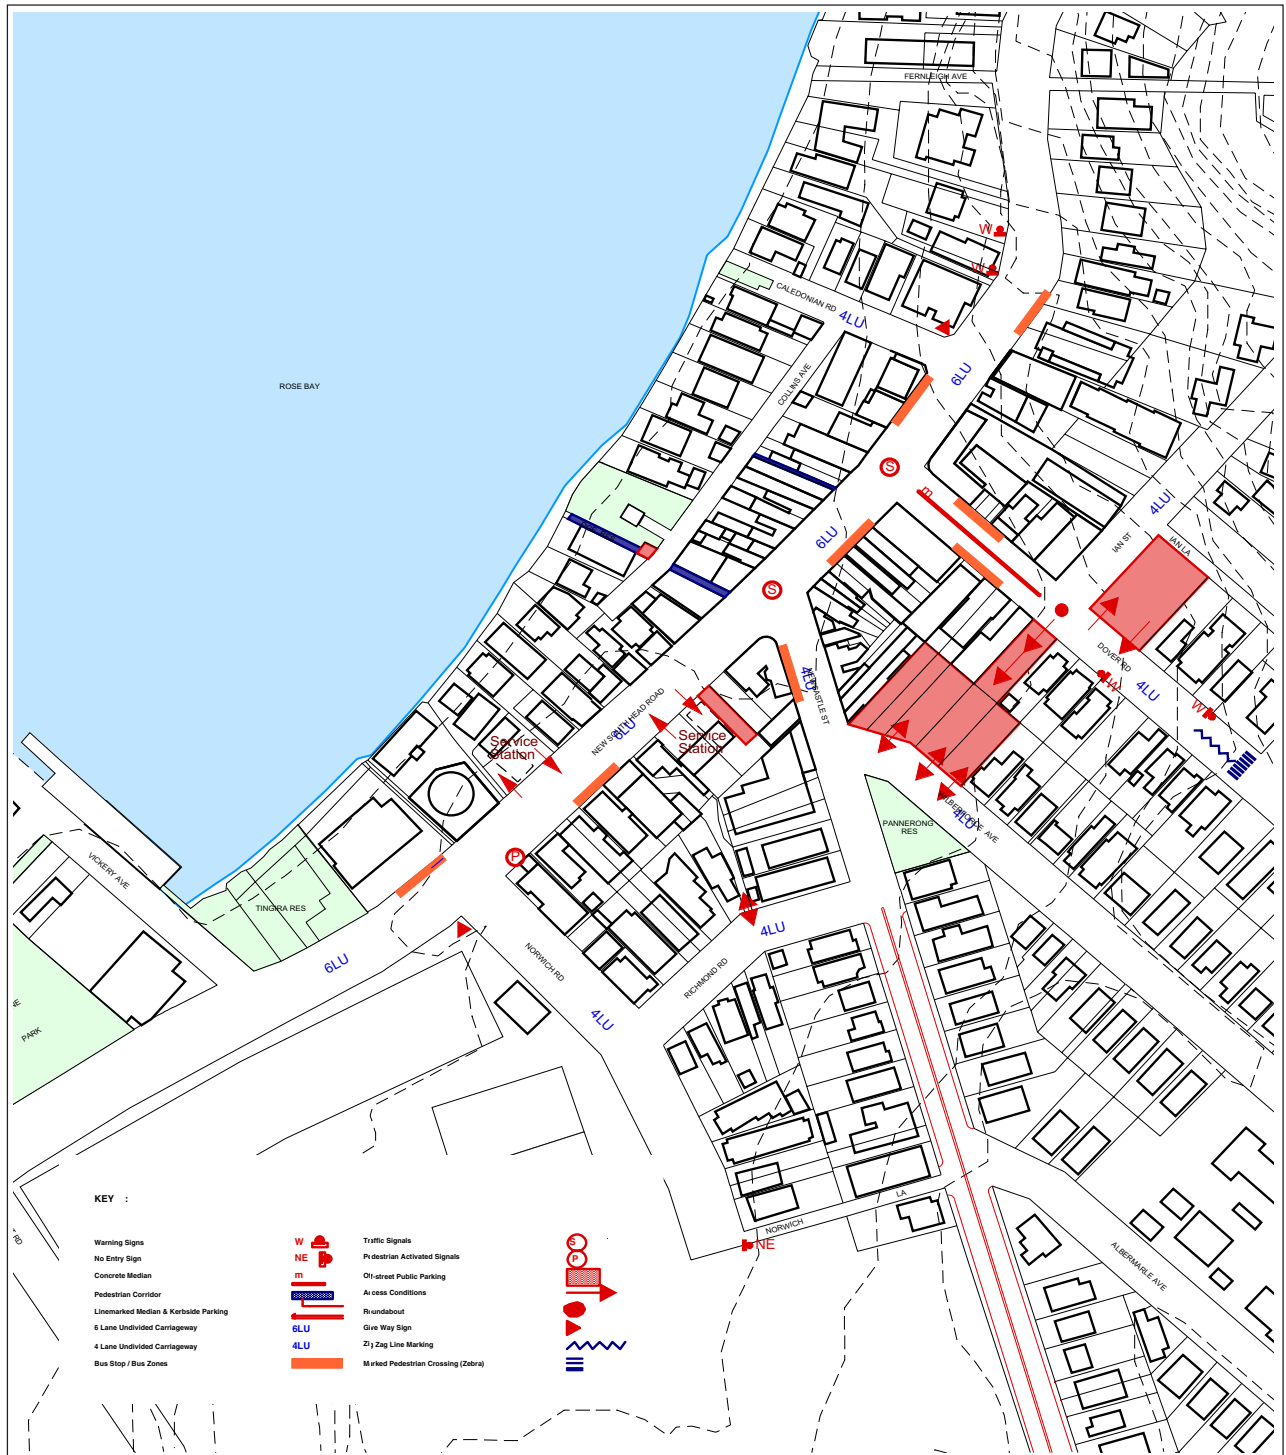 FERNLEIGH AVE
W
W
CALEDONIAN RD
4LU
6LU
COLLINS AVE
ROSE BAY
S
m
4LU
IAN ST
IAN LA
6LU
S
DOVER RD
4LU
W
W
4LU
NEWCASTLE ST
NEW SOUTH HEAD ROAD
6LU
Service
Station
Service
Station
WILBERFORCE AVE
4LU
PANNERONG
RES
P
VICKERY AVE
TINGIRA RES
6LU
NORWICH RD
4LU
RICHMOND RD
4LU
PARK
NORWICH
LA
NE
ALBERMARLE AVE
RD
KEY :
Warning Signs W
No Entry Sign NE
Concrete Median m
Pedestrian Corridor
Linemarked Median & Kerbside Parking
6 Lane Undivided Carriageway 6LU
4 Lane Undivided Carriageway 4LU
Bus Stop / Bus Zones
Traffic Signals S
Pedestrian Activated Signals P
Off-street Public Parking
Access Conditions
Roundabout
Give Way Sign
Zig Zag Line Marking
Marked Pedestrian Crossing (Zebra)